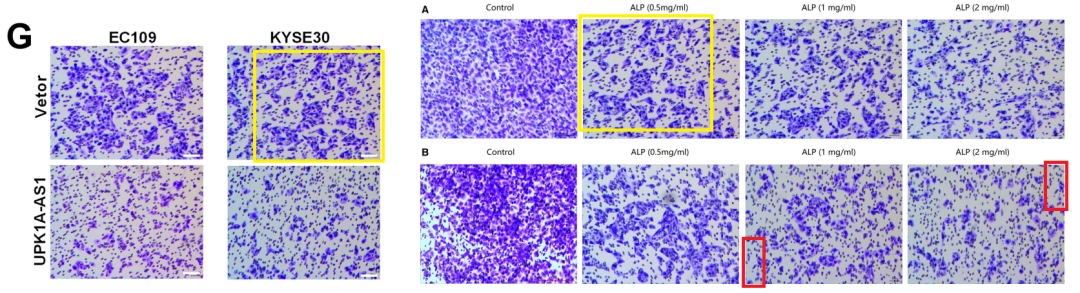 G
EC109 KYSE30
Vetor
UPK1A-AS1
A
Control ALP (0.5mg/ml) ALP (1 mg/ml) ALP (2 mg/ml)
B
Control ALP (0.5mg/ml) ALP (1 mg/ml) ALP (2 mg/ml)